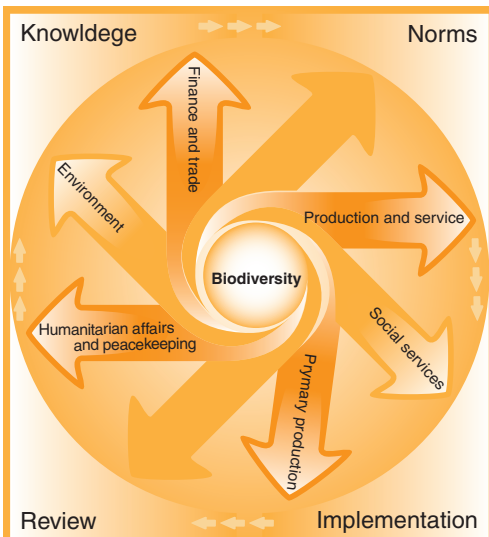 Knowldege
Norms
Finance and trade
Environment
Production and service
Biodiversity
Humanitarian affairs
and peacekeeping
Social services
Prymary production
Review
Implementation